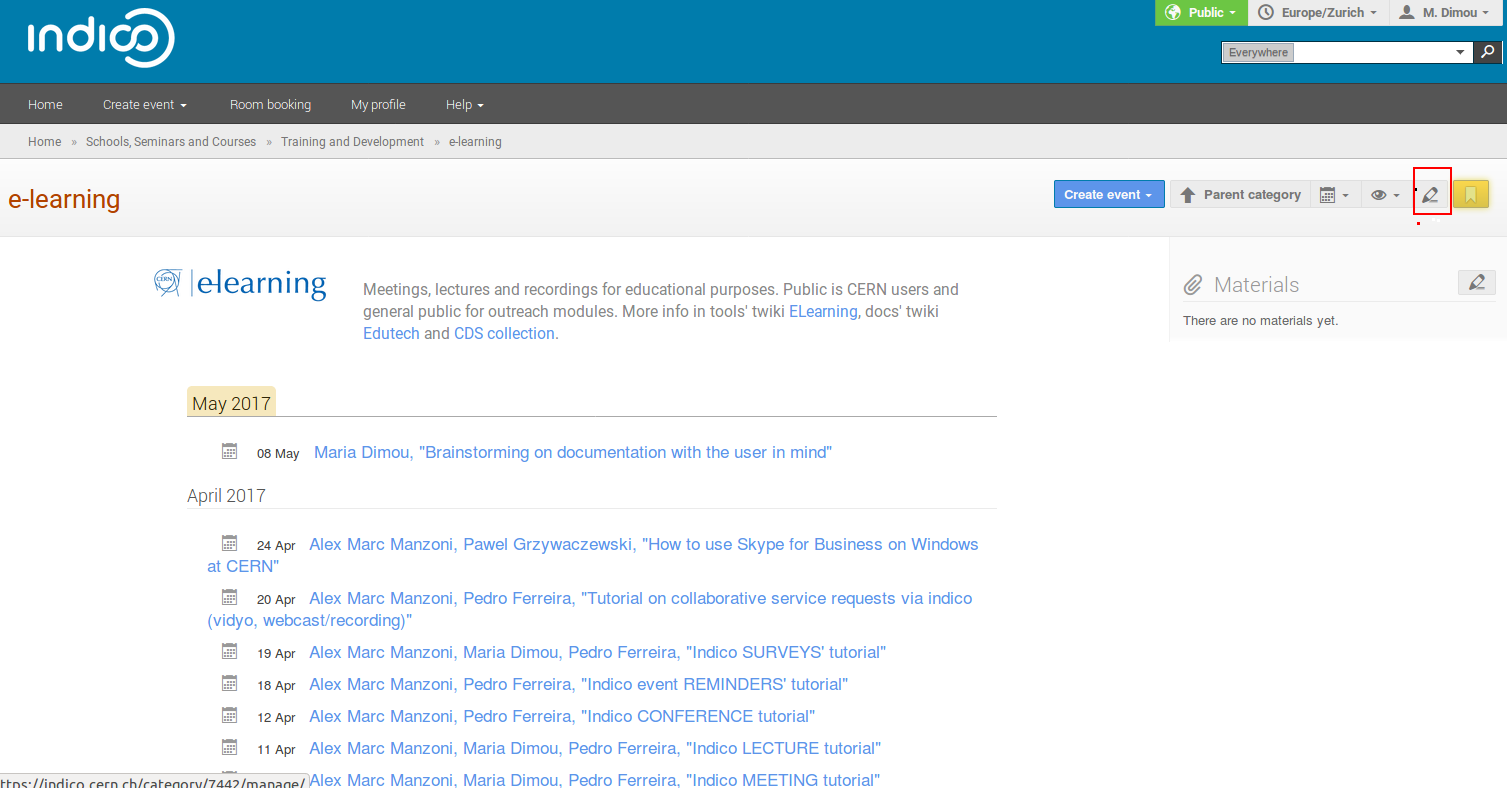 indico
Public
Europe/Zurich
M. Dimou
Everywhere
Home
Create event
Room booking
My profile
Help
Home » Schools, Seminars and Courses » Training and Development » e-learning
e-learning
Create event
Parent category
CERN
e-learning
Meetings, lectures and recordings for educational purposes. Public is CERN users and
general public for outreach modules. More info in tools' twiki ELearning, docs' twiki
Edutech and CDS collection.
Materials
There are no materials yet.
May 2017
08 May Maria Dimou, "Brainstorming on documentation with the user in mind"
April 2017
24 Apr Alex Marc Manzoni, Pawel Grzywaczewski, "How to use Skype for Business on Windows
at CERN"
20 Apr Alex Marc Manzoni, Pedro Ferreira, "Tutorial on collaborative service requests via indico
(vidyo, webcast/recording)"
19 Apr Alex Marc Manzoni, Maria Dimou, Pedro Ferreira, "Indico SURVEYS' tutorial"
18 Apr Alex Marc Manzoni, Pedro Ferreira, "Indico event REMINDERS' tutorial"
12 Apr Alex Marc Manzoni, Pedro Ferreira, "Indico CONFERENCE tutorial"
11 Apr Alex Marc Manzoni, Maria Dimou, Pedro Ferreira, "Indico LECTURE tutorial"
Alex Marc Manzoni, Maria Dimou, Pedro Ferreira, "Indico MEETING tutorial"
ttps://indico.cern.ch/category/7442/manage/